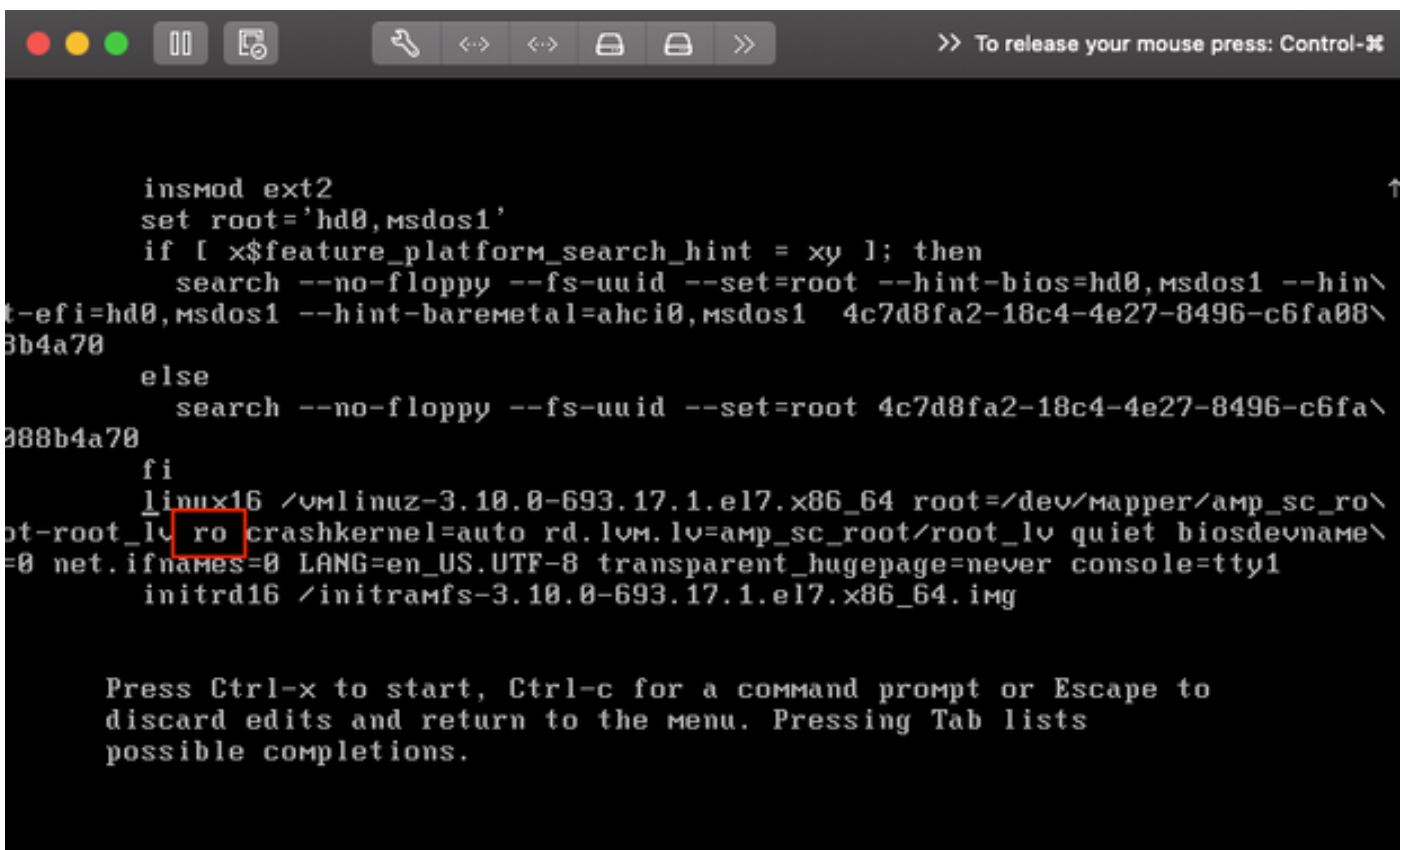 >> To release your mouse press: Control-⌘
insmod ext2
set root='hd0,msdos1'
if [ x$feature_platform_search_hint = xy ]; then
search --no-floppy --fs-uuid --set=root --hint-bios=hd0,msdos1 --hin\
t-efi=hd0,msdos1 --hint-baremetal=ahci0,msdos1  4c7d8fa2-18c4-4e27-8496-c6fa08\
8b4a70
else
search --no-floppy --fs-uuid --set=root 4c7d8fa2-18c4-4e27-8496-c6fa\
088b4a70
fi
linux16 /vmlinuz-3.10.0-693.17.1.el7.x86_64 root=/dev/mapper/amp_sc_ro\
ot-root_lv ro crashkernel=auto rd.lvm.lv=amp_sc_root/root_lv quiet biosdevname\
=0 net.ifnames=0 LANG=en_US.UTF-8 transparent_hugepage=never console=tty1
initrd16 /initramfs-3.10.0-693.17.1.el7.x86_64.img
Press Ctrl-x to start, Ctrl-c for a command prompt or Escape to
discard edits and return to the menu. Pressing Tab lists
possible completions.